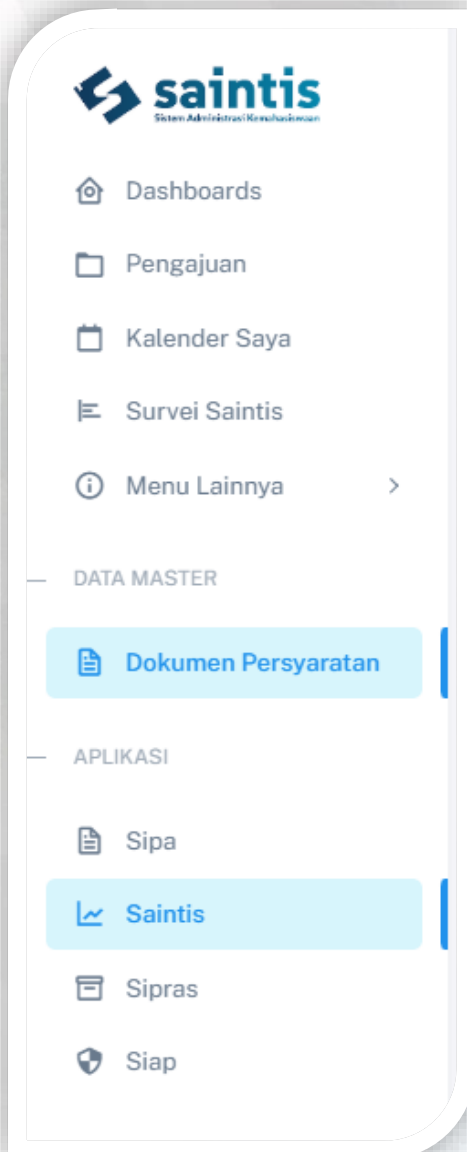 saintis
Sistem Administrasi Kemahasiswaan
Dashboards
Pengajuan
Kalender Saya
Survei Saintis
Menu Lainnya
DATA MASTER
Dokumen Persyaratan
APLIKASI
Sipa
Saintis
Sipras
Siap